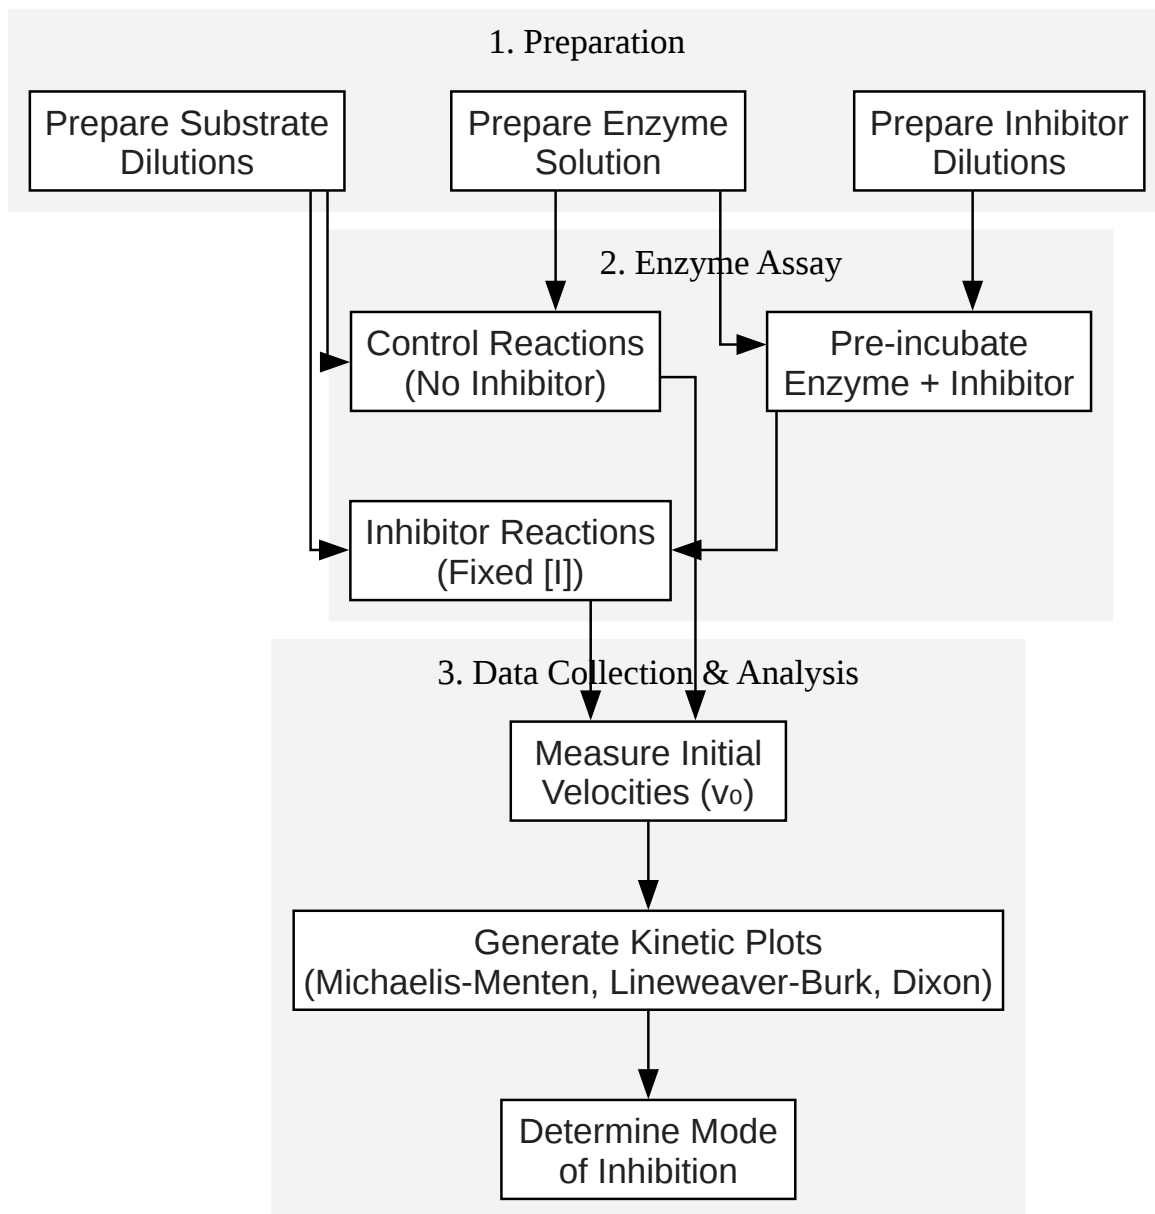 1. Preparation
Prepare Substrate
Dilutions
Prepare Enzyme
Solution
Prepare Inhibitor
Dilutions
2. Enzyme Assay
Control Reactions
(No Inhibitor)
Pre-incubate
Enzyme + Inhibitor
Inhibitor Reactions
(Fixed [I])
3. Data Collection & Analysis
Measure Initial
Velocities (v₀)
Generate Kinetic Plots
(Michaelis-Menten, Lineweaver-Burk, Dixon)
Determine Mode
of Inhibition